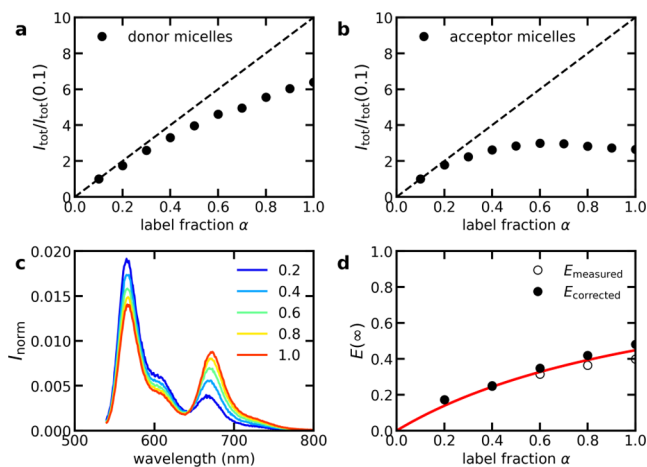 a
10
8
6
4
2
0
donor micelles
I_tot/I_tot(0.1)
0.0 0.2 0.4 0.6 0.8 1.0
label fraction α
b
10
8
6
4
2
0
acceptor micelles
I_tot/I_tot(0.1)
0.0 0.2 0.4 0.6 0.8 1.0
label fraction α
c
0.020
0.015
0.010
0.005
0.000
I_norm
0.2
0.4
0.6
0.8
1.0
500 600 700 800
wavelength (nm)
d
1.0
0.8
0.6
0.4
0.2
0.0
E(∞)
E_measured
E_corrected
0.0 0.2 0.4 0.6 0.8 1.0
label fraction α